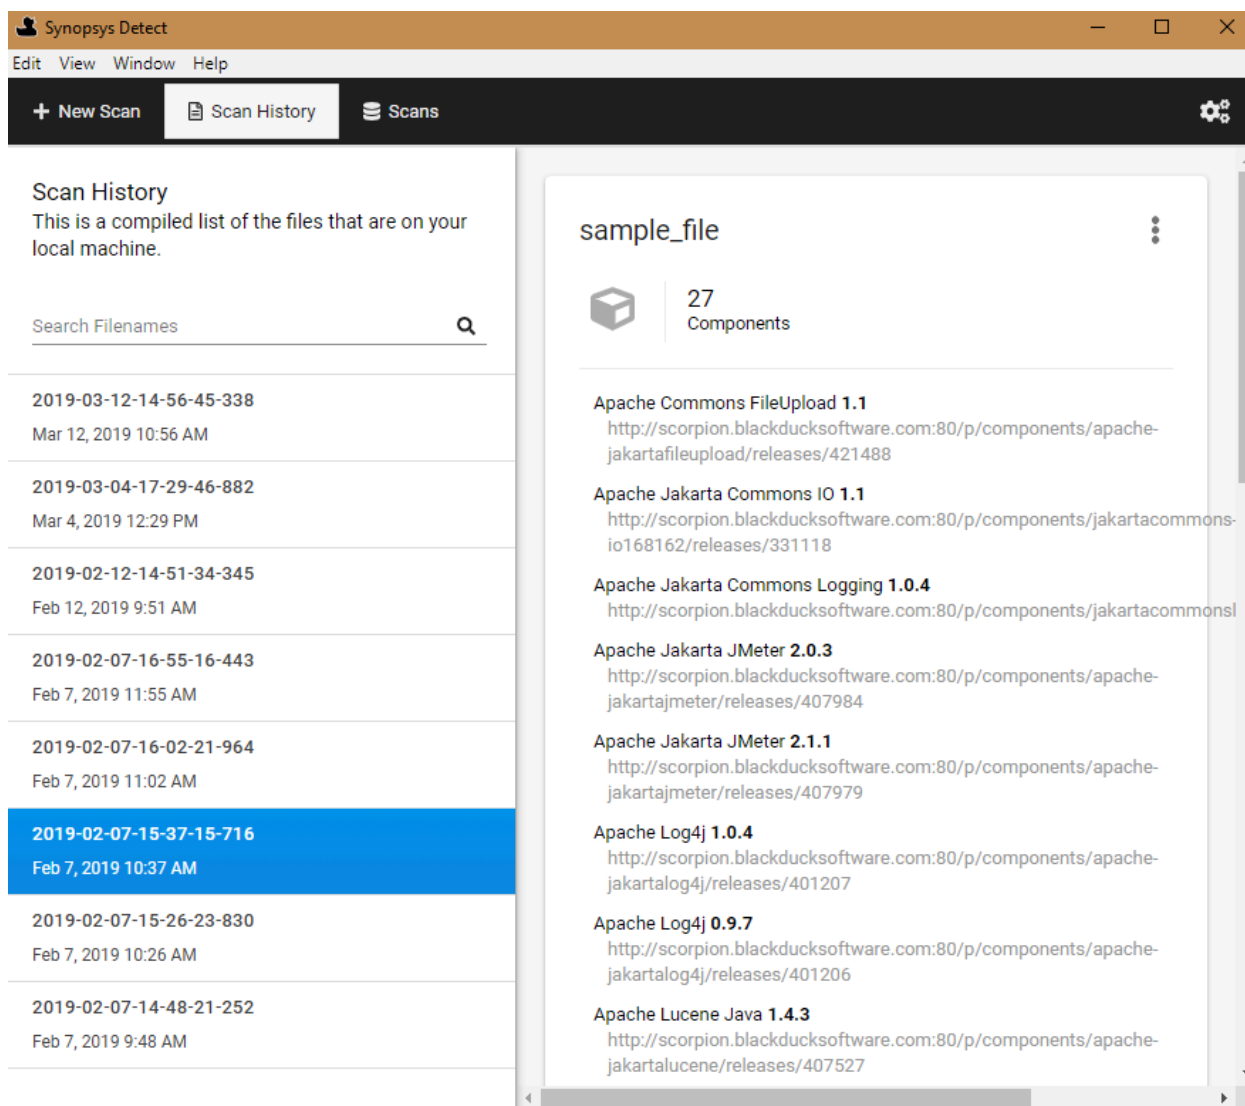 Synopsys Detect
Edit View Window Help
+ New Scan
Scan History
Scans
Scan History
This is a compiled list of the files that are on your
local machine.
Search Filenames
2019-03-12-14-56-45-338
Mar 12, 2019 10:56 AM
2019-03-04-17-29-46-882
Mar 4, 2019 12:29 PM
2019-02-12-14-51-34-345
Feb 12, 2019 9:51 AM
2019-02-07-16-55-16-443
Feb 7, 2019 11:55 AM
2019-02-07-16-02-21-964
Feb 7, 2019 11:02 AM
2019-02-07-15-37-15-716
Feb 7, 2019 10:37 AM
2019-02-07-15-26-23-830
Feb 7, 2019 10:26 AM
2019-02-07-14-48-21-252
Feb 7, 2019 9:48 AM
sample_file
27
Components
Apache Commons FileUpload 1.1
http://scorpion.blackducksoftware.com:80/p/components/apache-
jakartafileupload/releases/421488
Apache Jakarta Commons IO 1.1
http://scorpion.blackducksoftware.com:80/p/components/jakartacommons-
io168162/releases/331118
Apache Jakarta Commons Logging 1.0.4
http://scorpion.blackducksoftware.com:80/p/components/jakartacommonsl
Apache Jakarta JMeter 2.0.3
http://scorpion.blackducksoftware.com:80/p/components/apache-
jakartajmeter/releases/407984
Apache Jakarta JMeter 2.1.1
http://scorpion.blackducksoftware.com:80/p/components/apache-
jakartajmeter/releases/407979
Apache Log4j 1.0.4
http://scorpion.blackducksoftware.com:80/p/components/apache-
jakartalog4j/releases/401207
Apache Log4j 0.9.7
http://scorpion.blackducksoftware.com:80/p/components/apache-
jakartalog4j/releases/401206
Apache Lucene Java 1.4.3
http://scorpion.blackducksoftware.com:80/p/components/apache-
jakartalucene/releases/407527